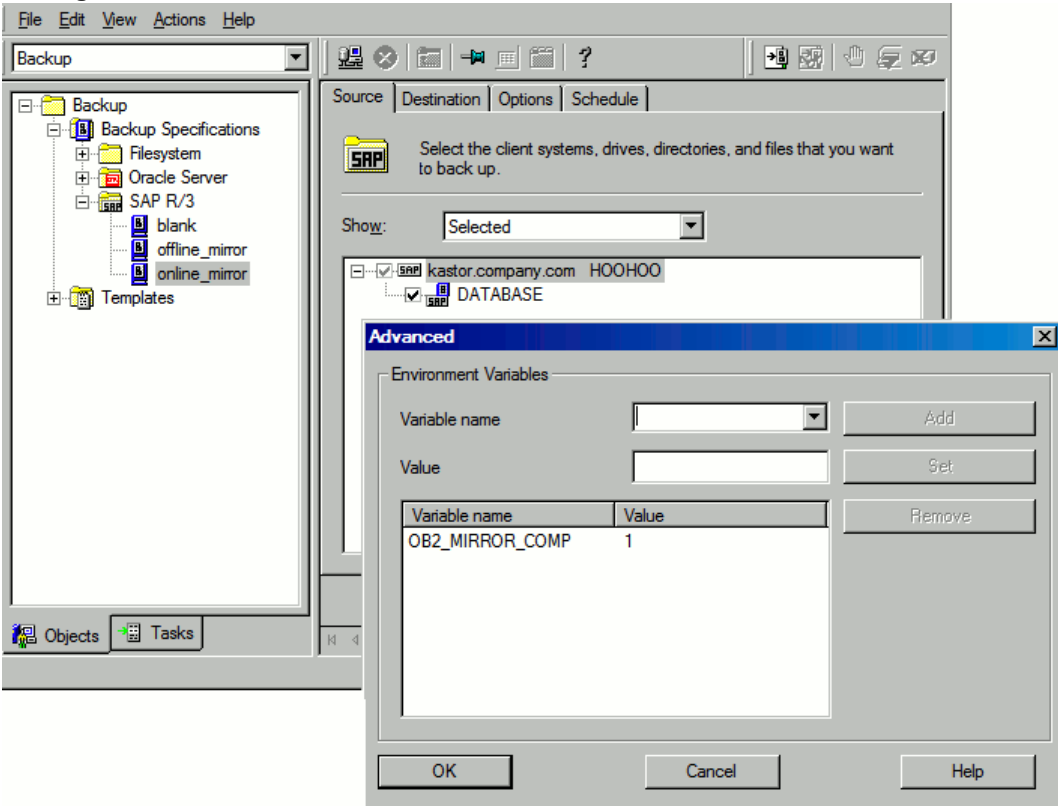 File Edit View Actions Help
Backup
Source Destination Options Schedule
Backup
Backup Specifications
Filesystem
Oracle Server
SAP R/3
blank
offline_mirror
online_mirror
Templates
SAP
Select the client systems, drives, directories, and files that you want
to back up.
Show: Selected
SAP kastor.company.com HOOHOO
SAP DATABASE
Objects Tasks
Advanced
Environment Variables
Variable name Add
Value Set
Variable name Value Remove
OB2_MIRROR_COMP 1
OK Cancel Help